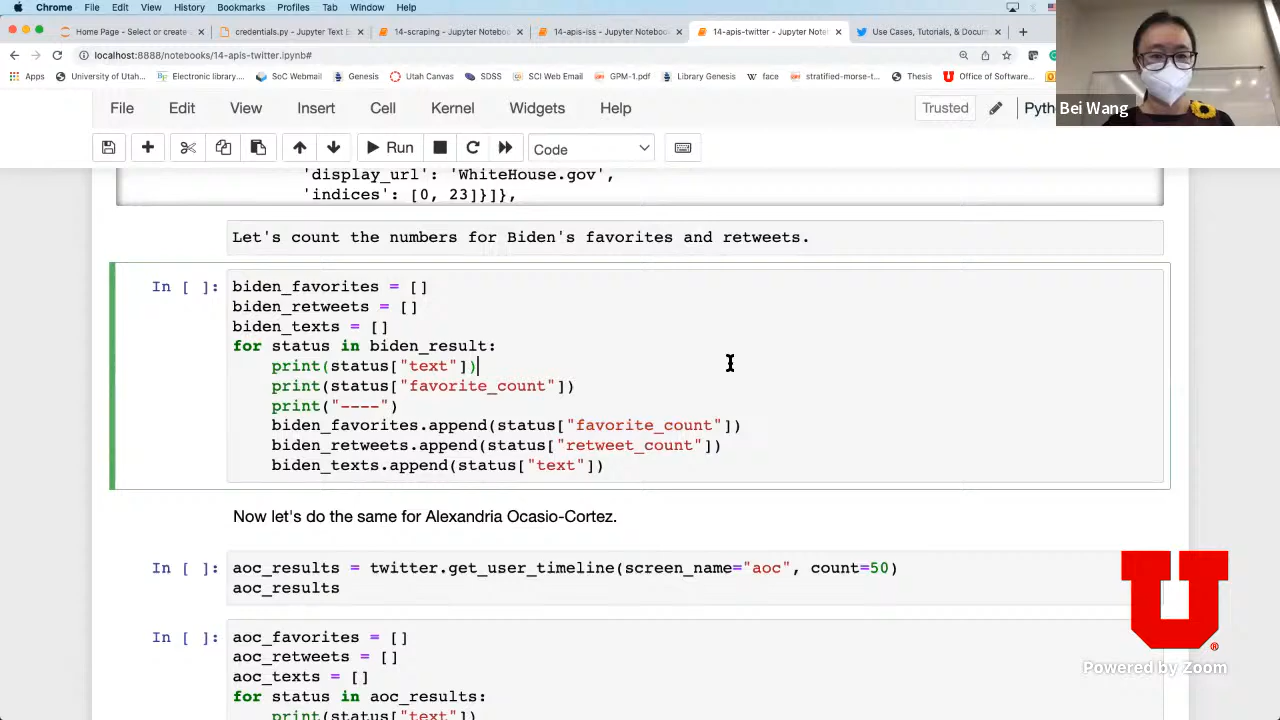 Chrome File Edit View History Bookmarks Profiles Tab Window Help
Home Page - Select or create a credentials.py - Jupyter Text E 14-scraping - Jupyter Notebook 14-apis-iss - Jupyter Notebook 14-apis-twitter - Jupyter Note Use Cases, Tutorials, & Docum
localhost:8888/notebooks/14-apis-twitter.ipynb#
Apps University of Utah... Electronic library... SoC Webmail Genesis Utah Canvas SDSS SCI Web Email GPM-1.pdf Library Genesis face stratified-morse-t... Thesis Office of Software...
File Edit View Insert Cell Kernel Widgets Help Trusted
Bei Wang
Run Code
'display_url': 'WhiteHouse.gov',
'indices': [0, 23]}]},
Let's count the numbers for Biden's favorites and retweets.
In [ ]: biden_favorites = []
biden_retweets = []
biden_texts = []
for status in biden_result:
print(status["text"])
print(status["favorite_count"])
print("----")
biden_favorites.append(status["favorite_count"])
biden_retweets.append(status["retweet_count"])
biden_texts.append(status["text"])
Now let's do the same for Alexandria Ocasio-Cortez.
In [ ]: aoc_results = twitter.get_user_timeline(screen_name="aoc", count=50)
aoc_results
In [ ]: aoc_favorites = []
aoc_retweets = []
aoc_texts = []
for status in aoc_results:
print(status["text"])
U
Powered by Zoom